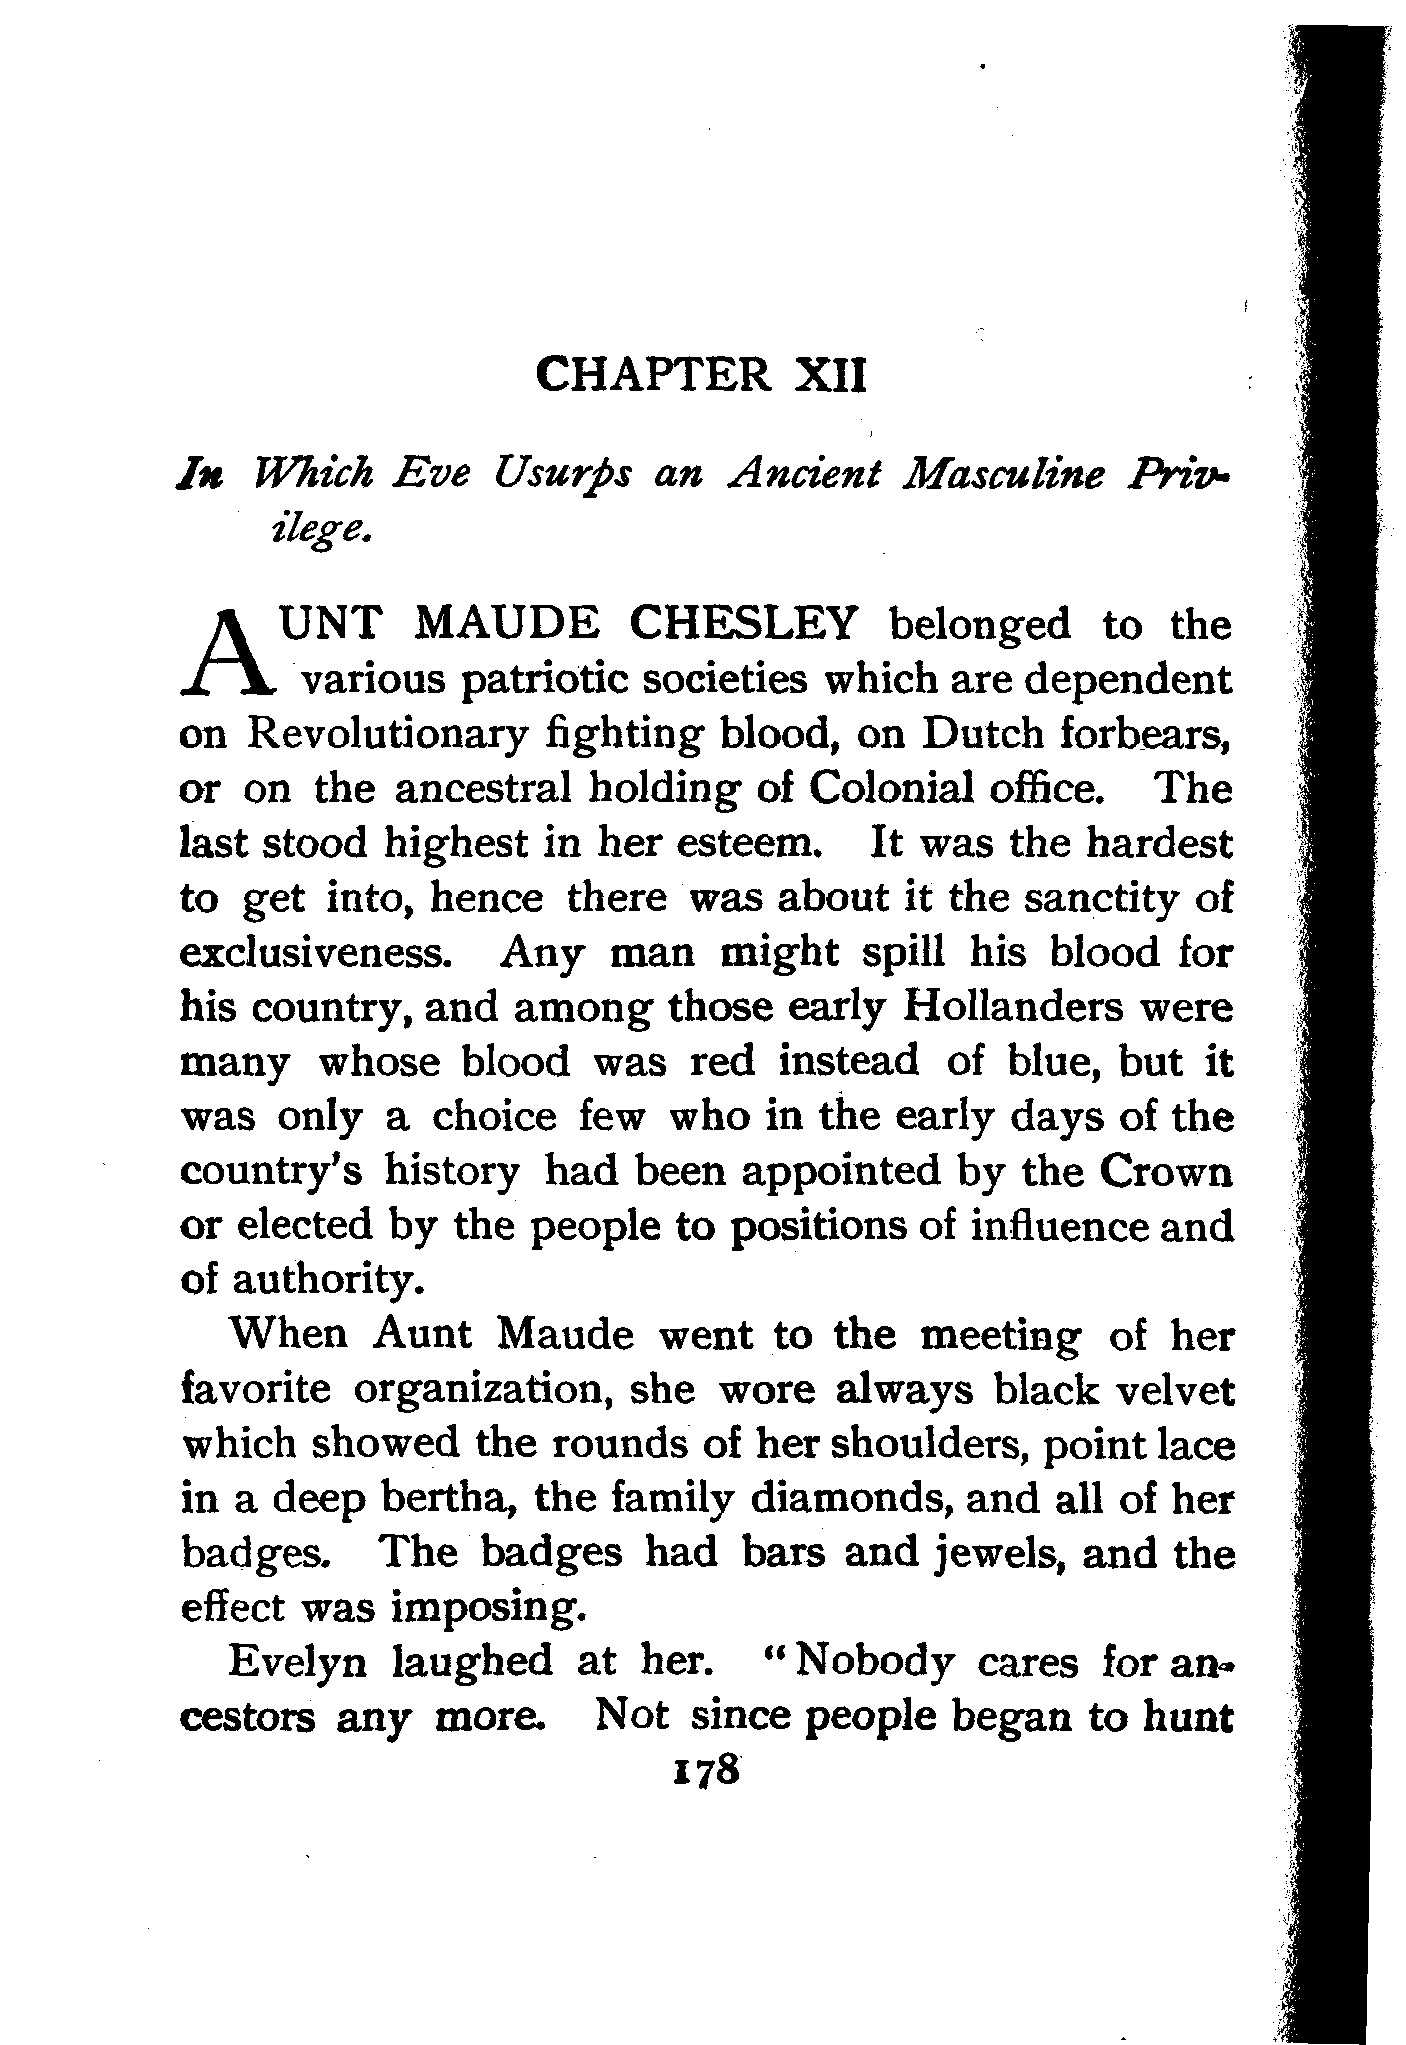 CHAPTER XII
In Which Eve Usurps an Ancient Masculine Priv-
ilege.
AUNT MAUDE CHESLEY belonged to the
various patriotic societies which are dependent
on Revolutionary fighting blood, on Dutch forbears,
or on the ancestral holding of Colonial office. The
last stood highest in her esteem. It was the hardest
to get into, hence there was about it the sanctity of
exclusiveness. Any man might spill his blood for
his country, and among those early Hollanders were
many whose blood was red instead of blue, but it
was only a choice few who in the early days of the
country's history had been appointed by the Crown
or elected by the people to positions of influence and
of authority.
When Aunt Maude went to the meeting of her
favorite organization, she wore always black velvet
which showed the rounds of her shoulders, point lace
in a deep bertha, the family diamonds, and all of her
badges. The badges had bars and jewels, and the
effect was imposing.
Evelyn laughed at her. "Nobody cares for an-
cestors any more. Not since people began to hunt
178